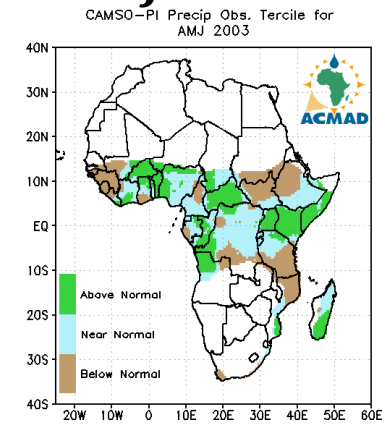 CAMSO-PI Precip Obs. Tercile for
AMJ 2003
ACMAD
40N
30N
20N
10N
EQ
10S
20S
30S
40S
Above Normal
Near Normal
Below Normal
20W 10W 0 10E 20E 30E 40E 50E 60E